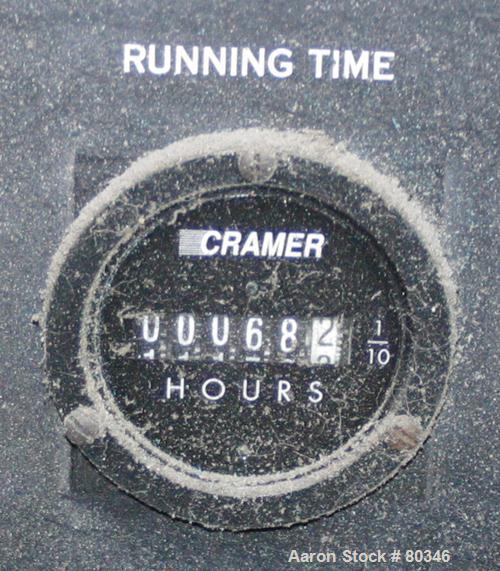 RUNNING TIME
CRAMER
000682 1/10
HOURS
Aaron Stock # 80346